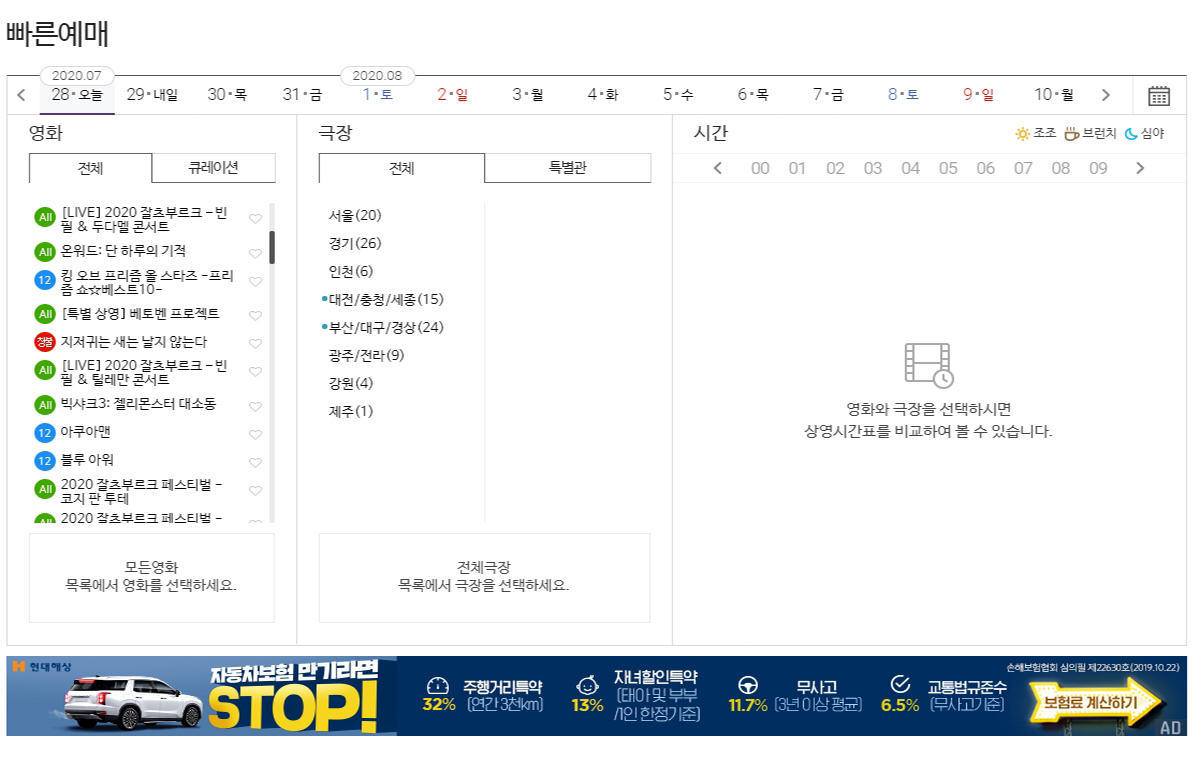 빠른예매
2020.07
2020.08
28·오늘 29·내일 30·목 31·금 1·토 2·일 3·월 4·화 5·수 6·목 7·금 8·토 9·일 10·월
영화
전체 큐레이션
All [LIVE] 2020 잘츠부르크 - 빈
필 & 두다멜 콘서트
All 온워드: 단 하루의 기적
12 킹 오브 프리즘 올 스타즈 -프리
즘 쇼☆베스트10-
All [특별 상영] 베토벤 프로젝트
청불 지저귀는 새는 날지 않는다
All [LIVE] 2020 잘츠부르크 - 빈
필 & 틸레만 콘서트
All 빅샤크3: 젤리몬스터 대소동
12 아쿠아맨
12 블루 아워
All 2020 잘츠부르크 페스티벌 -
코지 판 투테
All 2020 잘츠부르크 페스티벌 -
모든영화
목록에서 영화를 선택하세요.
극장
전체 특별관
서울(20)
경기(26)
인천(6)
대전/충청/세종(15)
부산/대구/경상(24)
광주/전라(9)
강원(4)
제주(1)
전체극장
목록에서 극장을 선택하세요.
시간
조조 브런치 심야
00 01 02 03 04 05 06 07 08 09
영화와 극장을 선택하시면
상영시간표를 비교하여 볼 수 있습니다.
현대해상
자동차보험 만기라면
STOP!
32% 주행거리특약
(연간 3천km)
13% 자녀할인특약
(태아 및 부부
/1인 한정기준)
11.7% 무사고
(3년 이상 평균)
6.5% 교통법규준수
(무사고기준)
손해보험협회 심의필 제22630호(2019.10.22)
보험료 계산하기
AD